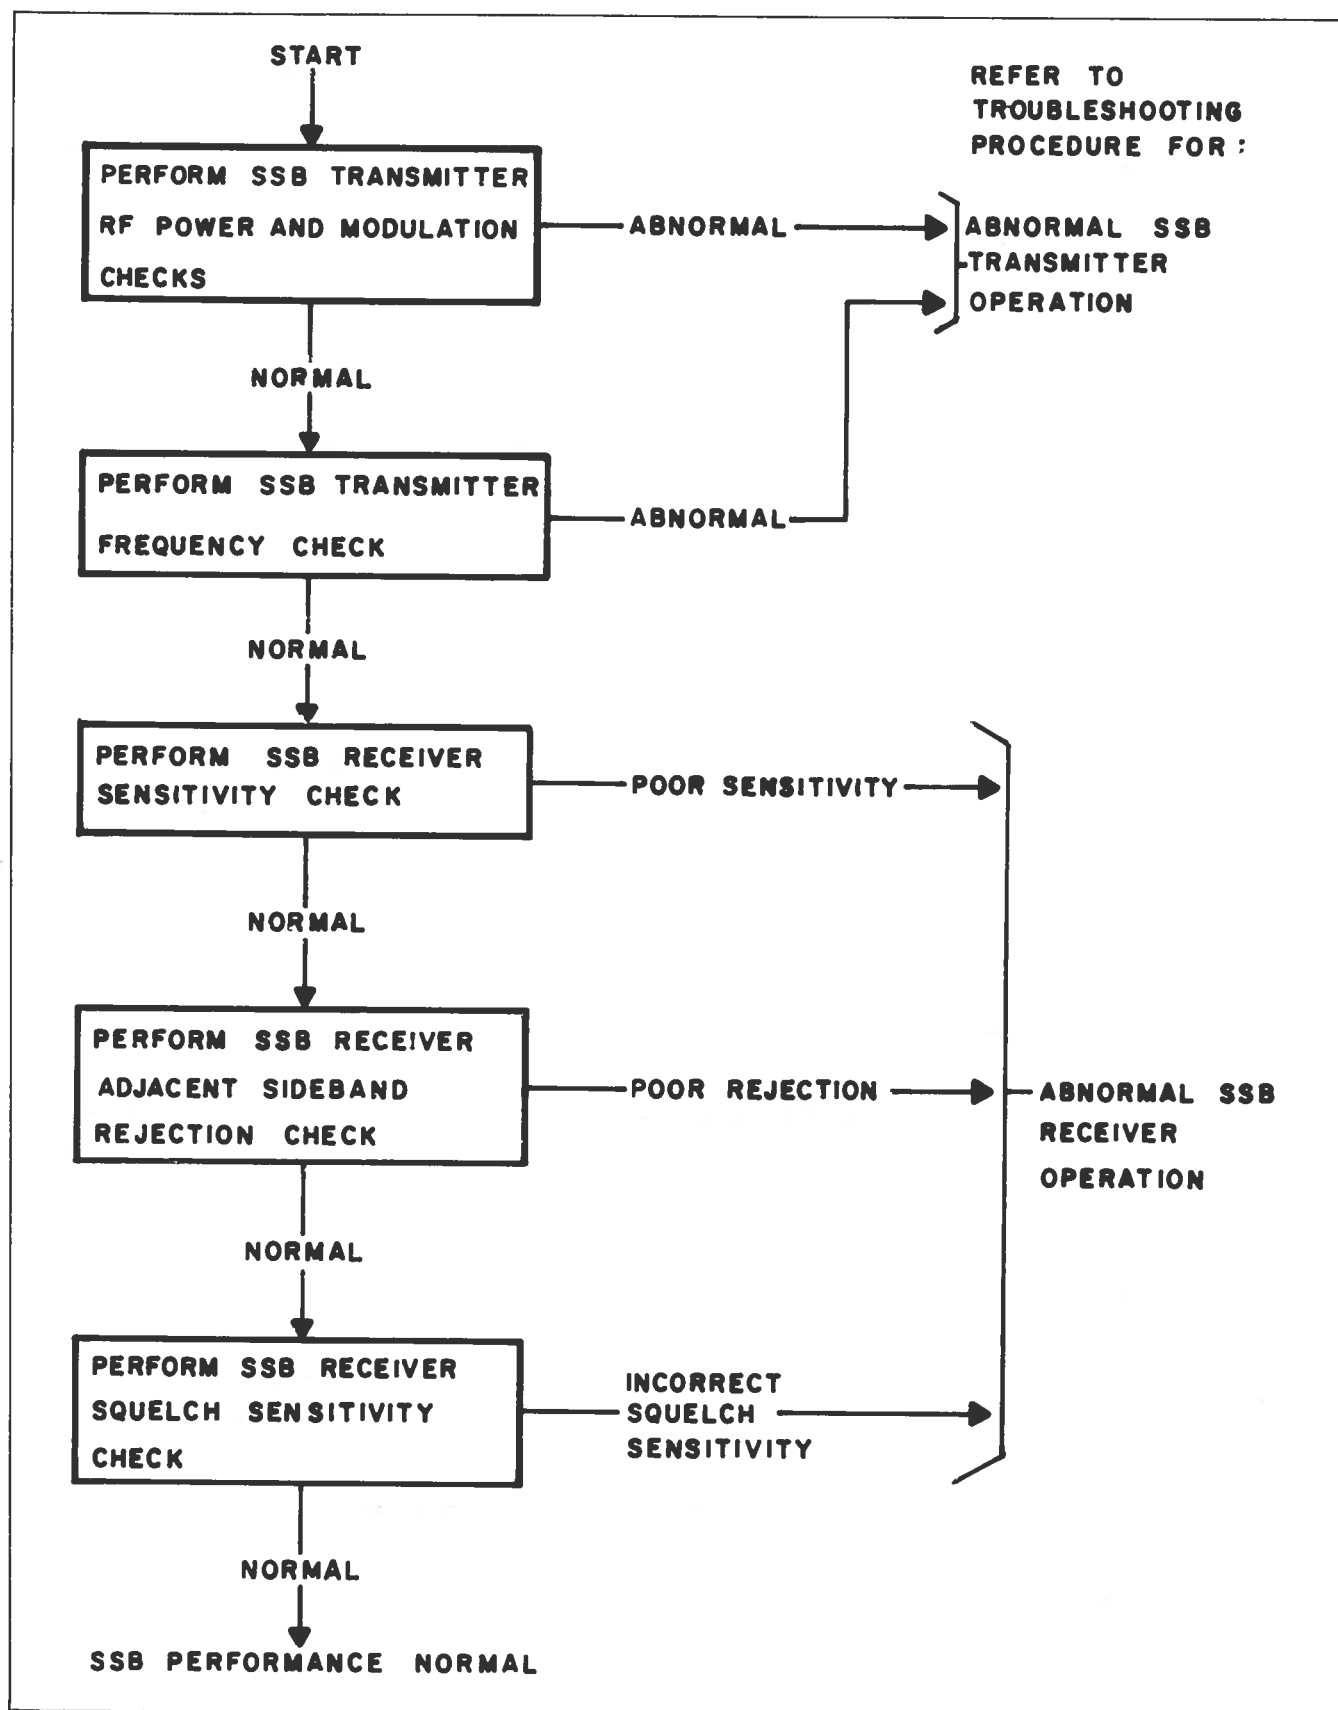 START
REFER TO
TROUBLESHOOTING
PROCEDURE FOR:
PERFORM SSB TRANSMITTER
RF POWER AND MODULATION
CHECKS
ABNORMAL
ABNORMAL SSB
TRANSMITTER
OPERATION
NORMAL
PERFORM SSB TRANSMITTER
FREQUENCY CHECK
ABNORMAL
NORMAL
PERFORM SSB RECEIVER
SENSITIVITY CHECK
POOR SENSITIVITY
NORMAL
PERFORM SSB RECEIVER
ADJACENT SIDEBAND
REJECTION CHECK
POOR REJECTION
ABNORMAL SSB
RECEIVER
OPERATION
NORMAL
PERFORM SSB RECEIVER
SQUELCH SENSITIVITY
CHECK
INCORRECT
SQUELCH
SENSITIVITY
NORMAL
SSB PERFORMANCE NORMAL